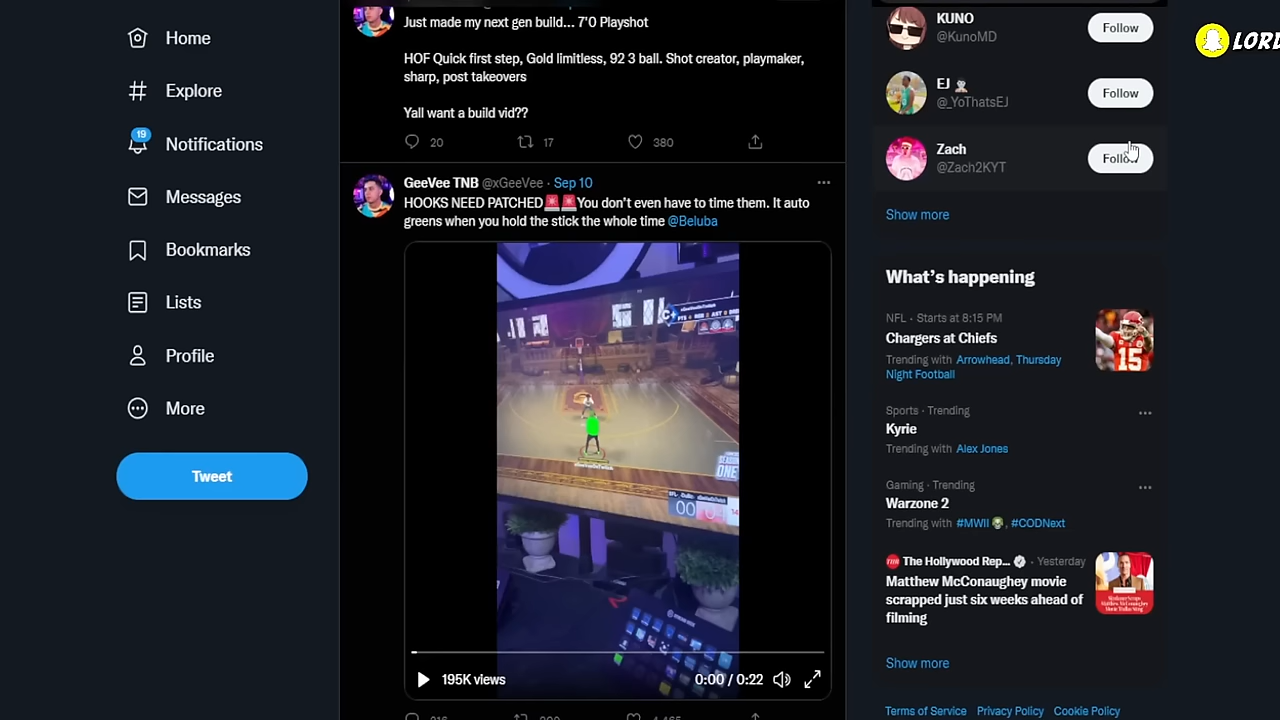 Home
Explore
19
Notifications
Messages
Bookmarks
Lists
Profile
More
Tweet
Just made my next gen build... 7'0 Playshot
HOF Quick first step, Gold limitless, 92 3 ball. Shot creator, playmaker,
sharp, post takeovers
Yall want a build vid??
20
17
380
GeeVee TNB @xGeeVee · Sep 10
HOOKS NEED PATCHED🚨🚨You don't even have to time them. It auto
greens when you hold the stick the whole time @Beluba
ONE
00
195K views
0:00 / 0:22
KUNO
@KunoMD
Follow
EJ
@_YoThatsEJ
Follow
Zach
@Zach2KYT
Follow
Show more
What's happening
NFL · Starts at 8:15 PM
Chargers at Chiefs
Trending with Arrowhead, Thursday
Night Football
Sports · Trending
Kyrie
Trending with Alex Jones
Gaming · Trending
Warzone 2
Trending with #MWII, #CODNext
The Hollywood Rep... · Yesterday
Matthew McConaughey movie
scrapped just six weeks ahead of
filming
Show more
Terms of Service Privacy Policy Cookie Policy
LORD